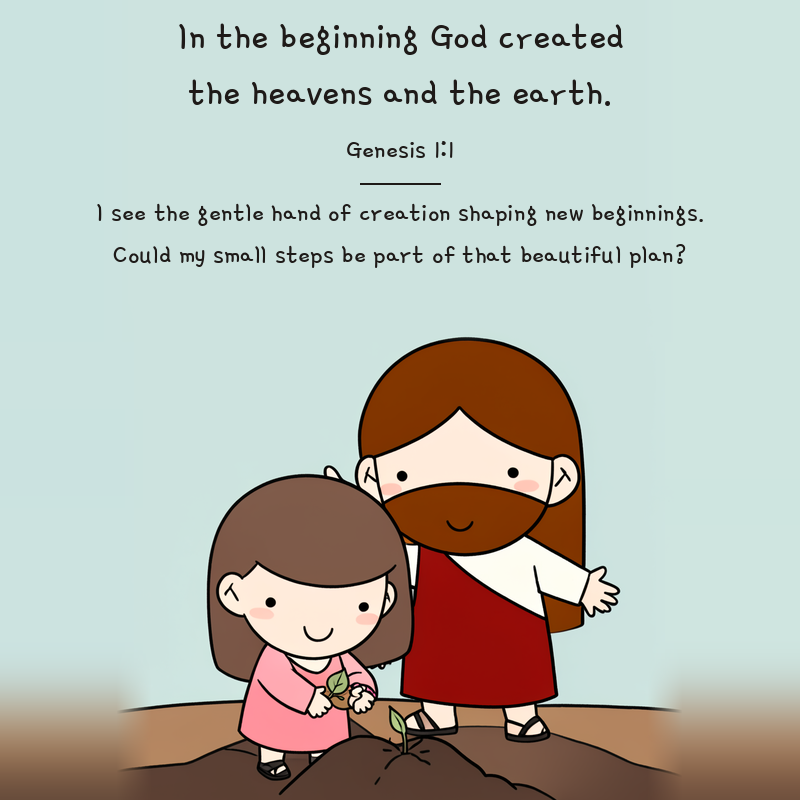 In the beginning God created
the heavens and the earth.
Genesis 1:1
I see the gentle hand of creation shaping new beginnings.
Could my small steps be part of that beautiful plan?